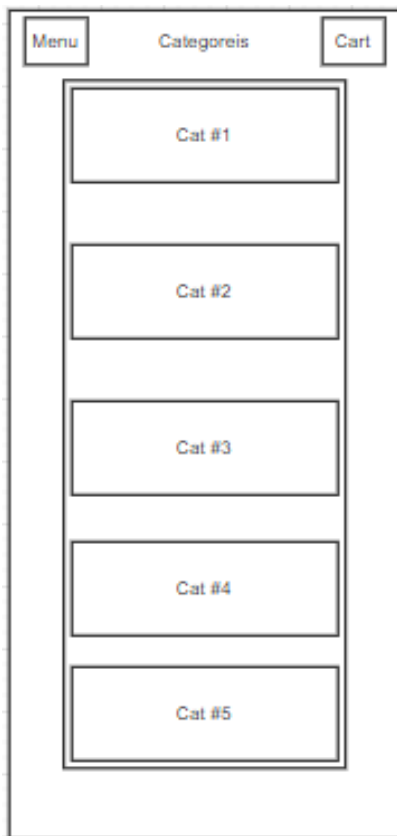 Menu Categoreis Cart
Cat #1
Cat #2
Cat #3
Cat #4
Cat #5